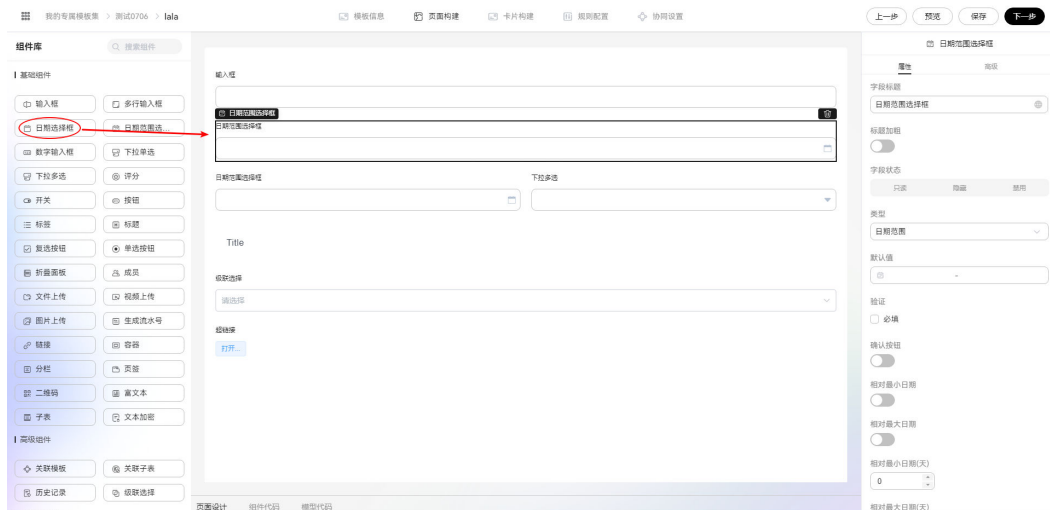 我的专属模板集 > 测试0706 > lala
模板信息
页面构建
卡片构建
规则配置
协同设置
上一步
预览
保存
下一步
组件库
搜索组件
基础组件
输入框
多行输入框
日期选择框
日期范围选...
数字输入框
下拉单选
下拉多选
评分
开关
按钮
标签
标题
复选按钮
单选按钮
折叠面板
成员
文件上传
视频上传
图片上传
生成流水号
链接
容器
分栏
页签
二维码
富文本
子表
文本加密
高级组件
关联模板
关联子表
历史记录
级联选择
输入框
日期范围选择框
日期范围选择框
日期范围选择框
下拉多选
Title
级联选择
请选择
超链接
打开...
页面设计
组件代码
模型代码
日期范围选择框
属性
高级
字段标题
日期范围选择框
标题加粗
字段状态
只读
隐藏
禁用
类型
日期范围
默认值
-
验证
必填
确认按钮
相对最小日期
相对最大日期
相对最小日期(天)
0
相对最大日期(天)